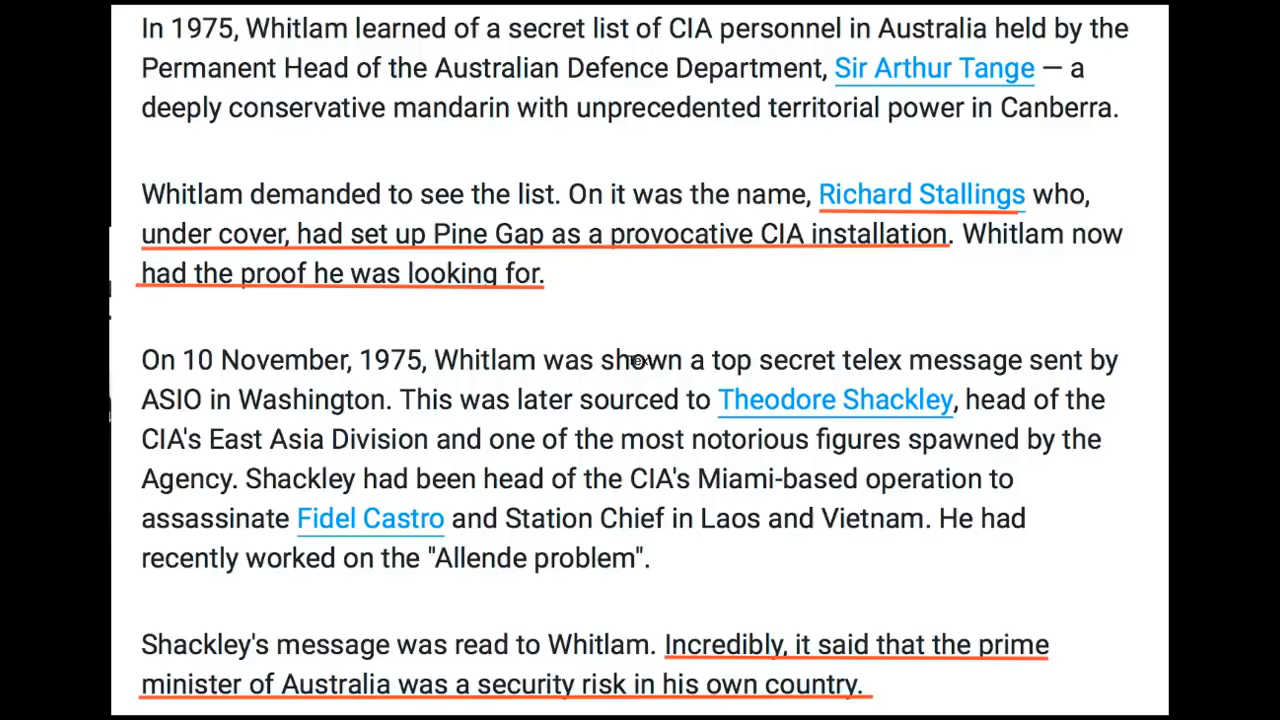 In 1975, Whitlam learned of a secret list of CIA personnel in Australia held by the
Permanent Head of the Australian Defence Department, Sir Arthur Tange — a
deeply conservative mandarin with unprecedented territorial power in Canberra.
Whitlam demanded to see the list. On it was the name, Richard Stallings who,
under cover, had set up Pine Gap as a provocative CIA installation. Whitlam now
had the proof he was looking for.
On 10 November, 1975, Whitlam was shown a top secret telex message sent by
Text
ASIO in Washington. This was later sourced to Theodore Shackley, head of the
CIA's East Asia Division and one of the most notorious figures spawned by the
Agency. Shackley had been head of the CIA's Miami-based operation to
assassinate Fidel Castro and Station Chief in Laos and Vietnam. He had
recently worked on the "Allende problem".
Shackley's message was read to Whitlam. Incredibly, it said that the prime
minister of Australia was a security risk in his own country.